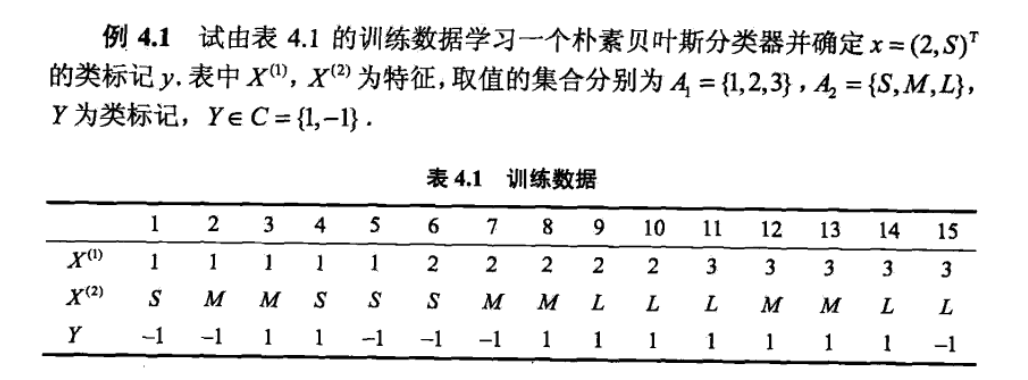 例 4.1 试由表 4.1 的训练数据学习一个朴素贝叶斯分类器并确定 x = (2, S)ᵀ
的类标记 y. 表中 X⁽¹⁾, X⁽²⁾ 为特征, 取值的集合分别为 A₁ = {1, 2, 3}, A₂ = {S, M, L},
Y 为类标记, Y ∈ C = {1, −1}.
表 4.1 训练数据
1 2 3 4 5 6 7 8 9 10 11 12 13 14 15
X⁽¹⁾ 1 1 1 1 1 2 2 2 2 2 3 3 3 3 3
X⁽²⁾ S M M S S S M M L L L M M L L
Y −1 −1 1 1 −1 −1 −1 1 1 1 1 1 1 1 −1